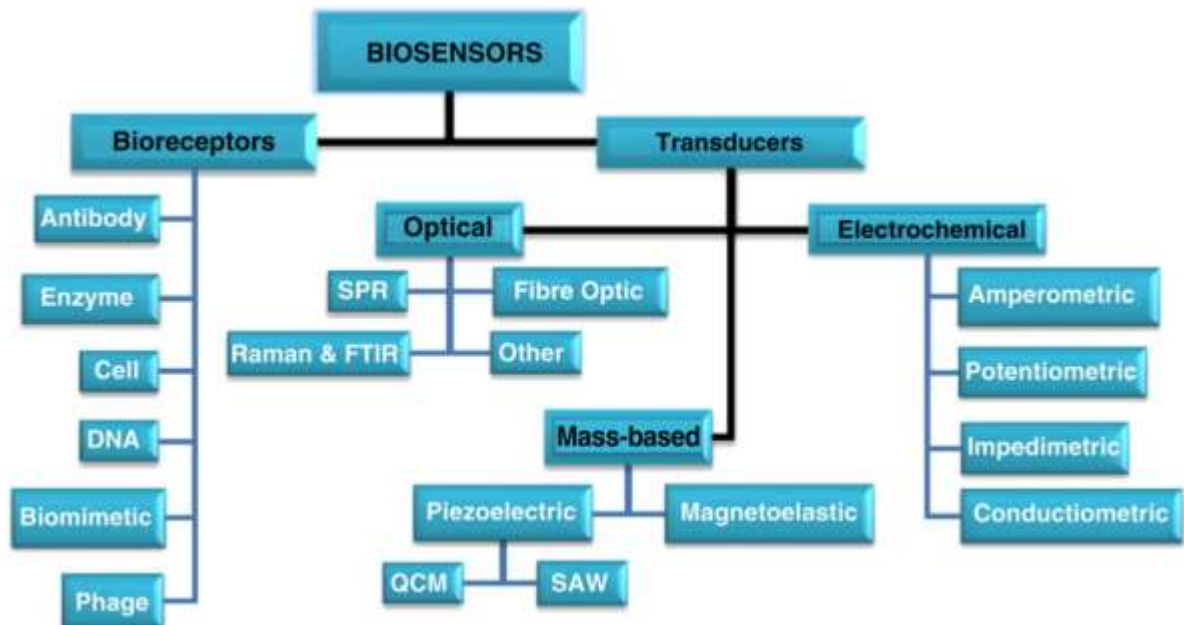 BIOSENSORS
Bioreceptors
Transducers
Antibody
Enzyme
Cell
DNA
Biomimetic
Phage
Optical
SPR
Fibre Optic
Raman & FTIR
Other
Electrochemical
Amperometric
Potentiometric
Impedimetric
Conductiometric
Mass-based
Piezoelectric
Magnetoelastic
QCM
SAW